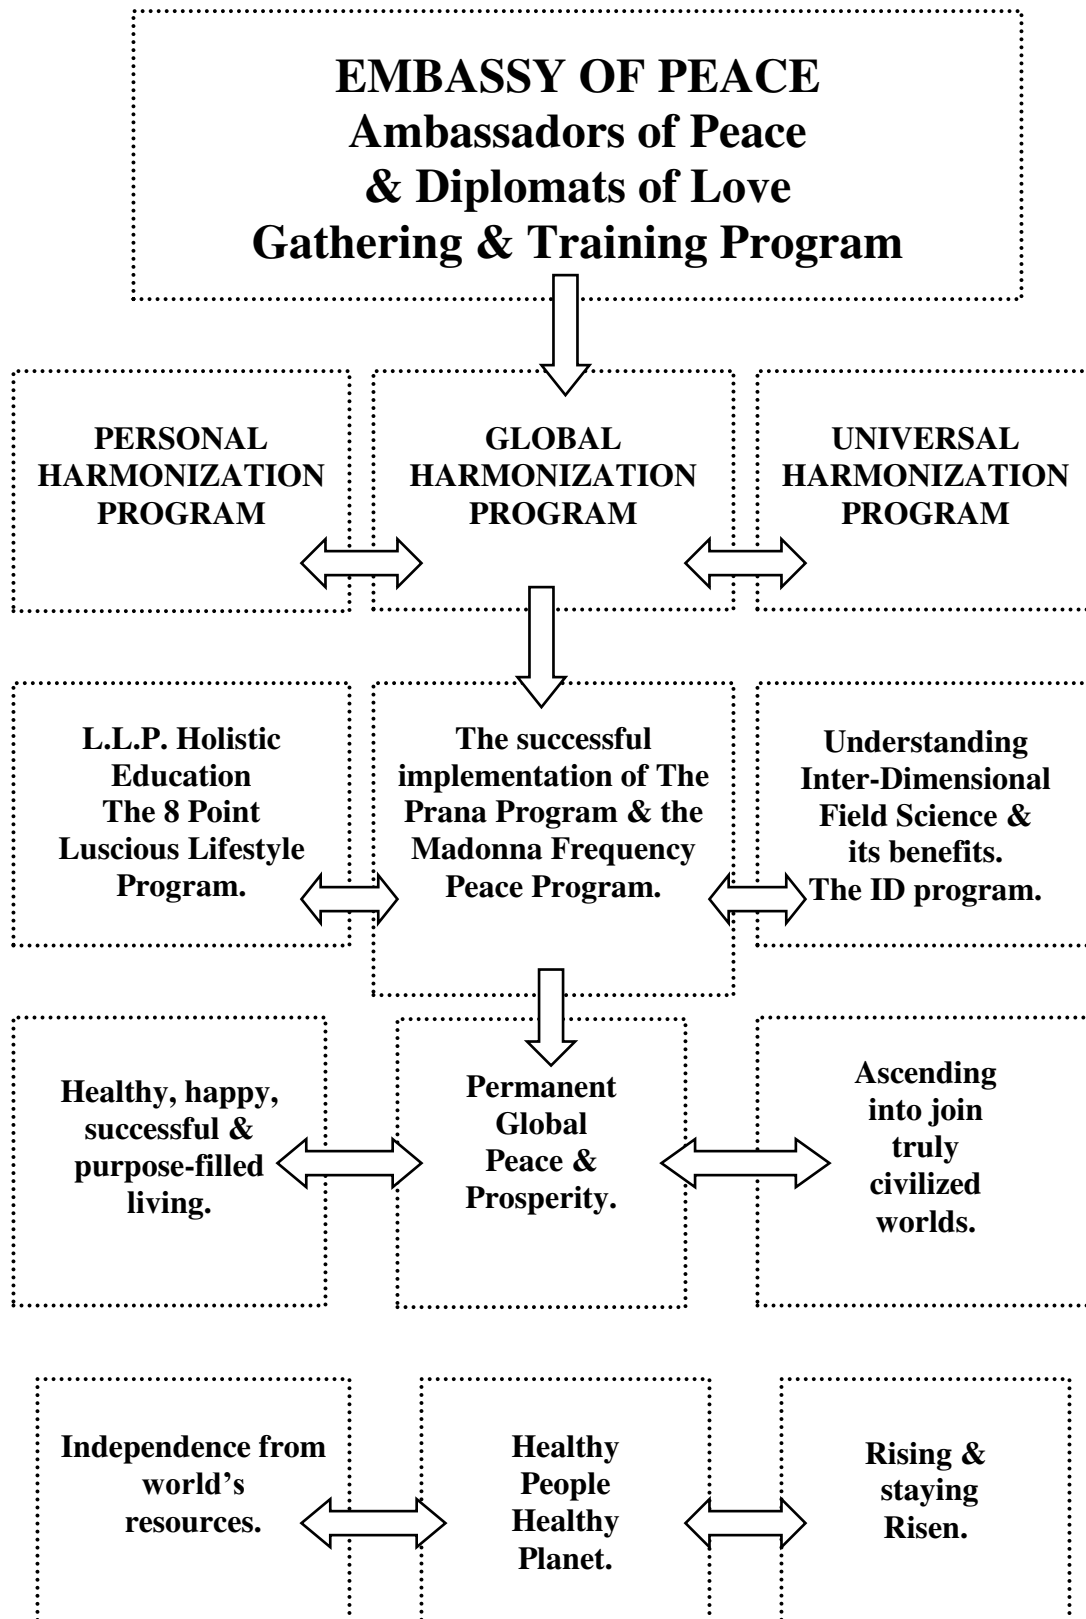 EMBASSY OF PEACE
Ambassadors of Peace
& Diplomats of Love
Gathering & Training Program
PERSONAL
HARMONIZATION
PROGRAM
GLOBAL
HARMONIZATION
PROGRAM
UNIVERSAL
HARMONIZATION
PROGRAM
L.L.P. Holistic
Education
The 8 Point
Luscious Lifestyle
Program.
The successful
implementation of The
Prana Program & the
Madonna Frequency
Peace Program.
Understanding
Inter-Dimensional
Field Science &
its benefits.
The ID program.
Healthy, happy,
successful &
purpose-filled
living.
Permanent
Global
Peace &
Prosperity.
Ascending
into join
truly
civilized
worlds.
Independence from
world’s
resources.
Healthy
People
Healthy
Planet.
Rising &
staying
Risen.